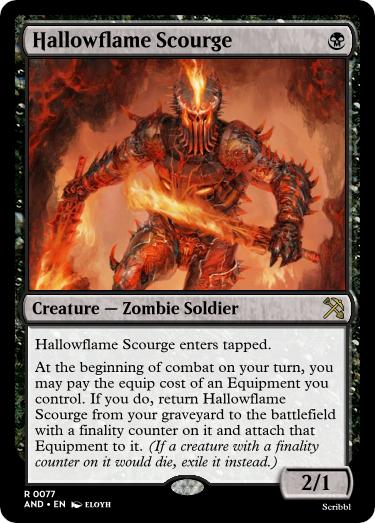 Hallowflame Scourge
Creature — Zombie Soldier
Hallowflame Scourge enters tapped.
At the beginning of combat on your turn, you
may pay the equip cost of an Equipment you
control. If you do, return Hallowflame
Scourge from your graveyard to the battlefield
with a finality counter on it and attach that
Equipment to it. (If a creature with a finality
counter on it would die, exile it instead.)
2/1
R 0077
AND • EN ELOYH
Scribbl